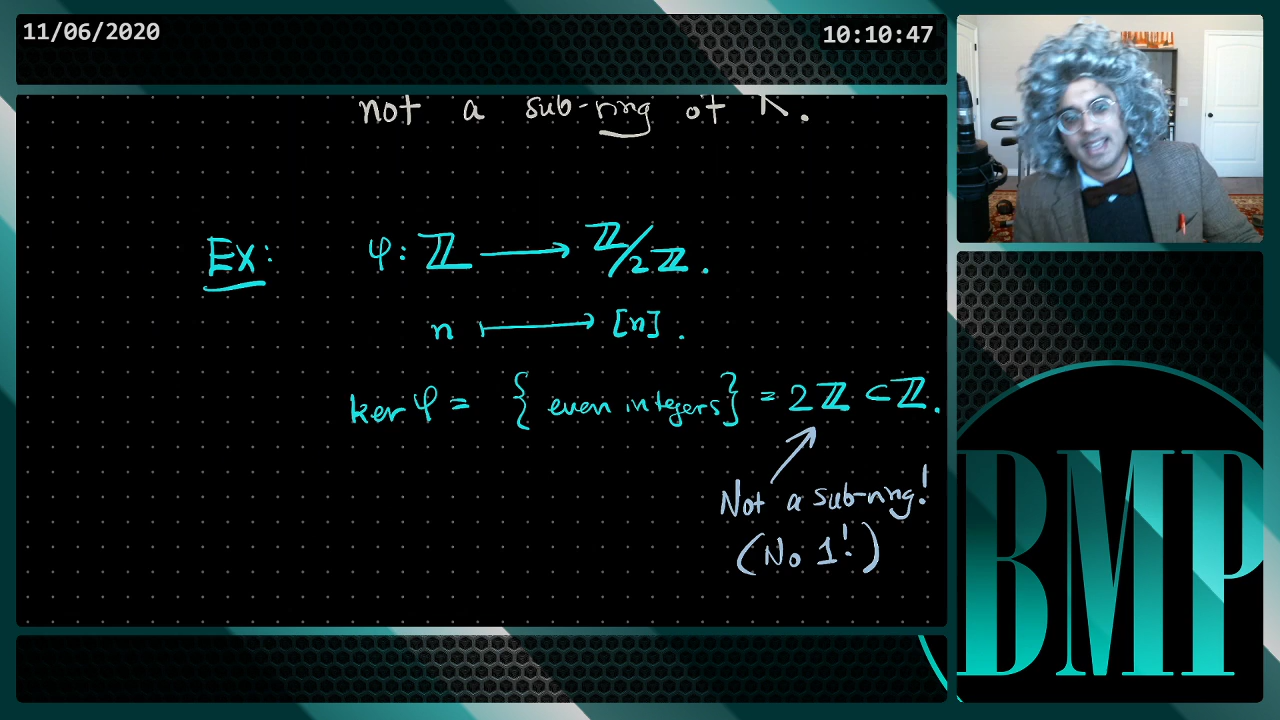 11/06/2020
10:10:47
not a sub-ring of R.
Ex: φ: ℤ ⟶ ℤ/2ℤ.
n ⟼ [n].
ker φ = { even integers } = 2ℤ ⊂ ℤ.
Not a sub-ring!
(No 1!)
BMP